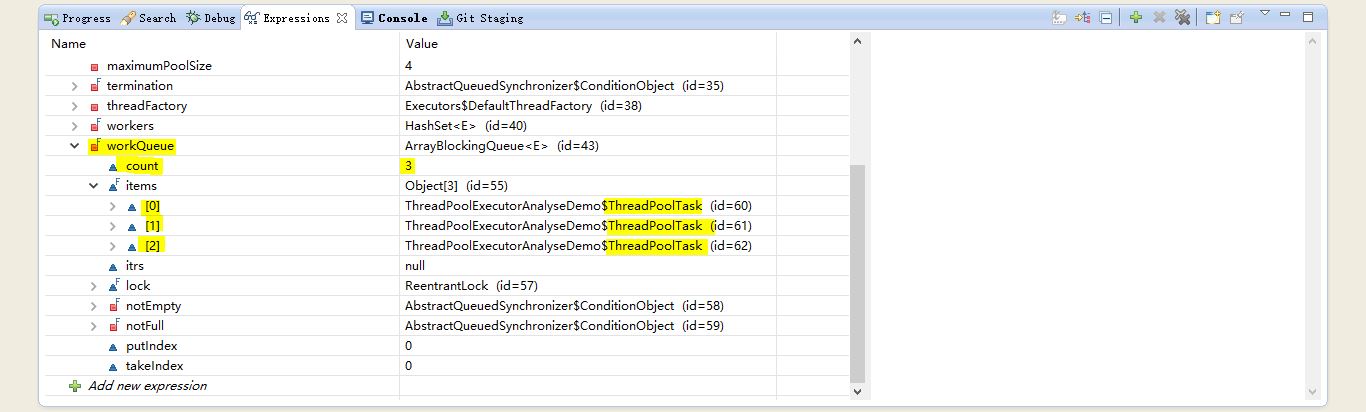 Progress Search Debug Expressions Console Git Staging
Name Value
maximumPoolSize 4
F termination AbstractQueuedSynchronizer$ConditionObject (id=35)
threadFactory Executors$DefaultThreadFactory (id=38)
F workers HashSet<E> (id=40)
F workQueue ArrayBlockingQueue<E> (id=43)
count 3
F items Object[3] (id=55)
[0] ThreadPoolExecutorAnalyseDemo$ThreadPoolTask (id=60)
[1] ThreadPoolExecutorAnalyseDemo$ThreadPoolTask (id=61)
[2] ThreadPoolExecutorAnalyseDemo$ThreadPoolTask (id=62)
itrs null
F lock ReentrantLock (id=57)
F notEmpty AbstractQueuedSynchronizer$ConditionObject (id=58)
F notFull AbstractQueuedSynchronizer$ConditionObject (id=59)
putIndex 0
takeIndex 0
Add new expression